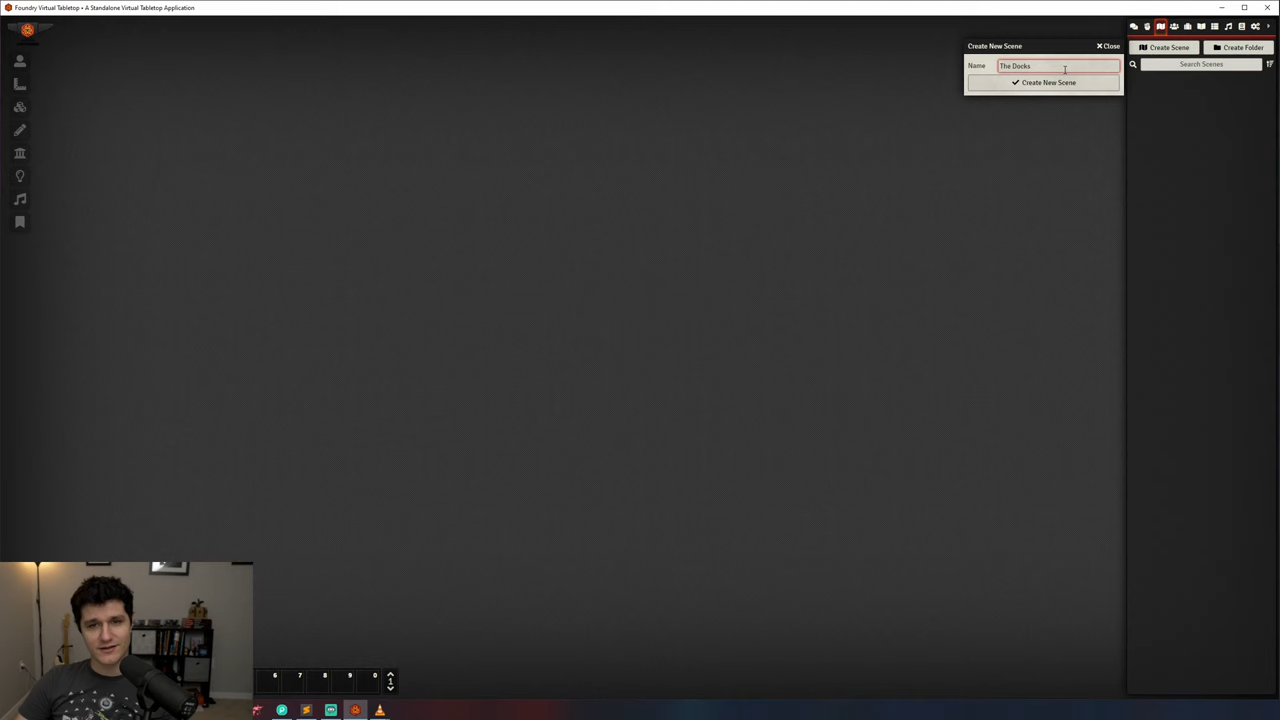 Foundry Virtual Tabletop • A Standalone Virtual Tabletop Application
Create New Scene
Close
Name
The Docks
Create New Scene
Create Scene
Create Folder
Search Scenes
6 7 8 9 0
1